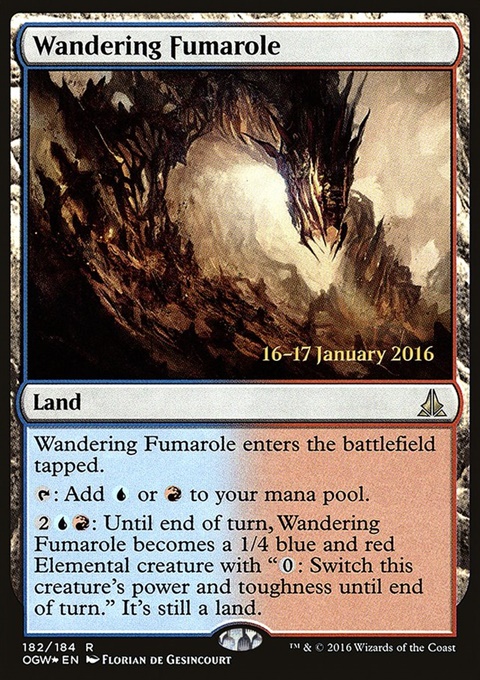 Wandering Fumarole
16–17 January 2016
Land
Wandering Fumarole enters the battlefield
tapped.
: Add or to your mana pool.
2 : Until end of turn, Wandering
Fumarole becomes a 1/4 blue and red
Elemental creature with “0: Switch this
creature’s power and toughness until end
of turn.” It’s still a land.
182/184 R
OGW★EN Florian de Gesincourt
™ & © 2016 Wizards of the Coast